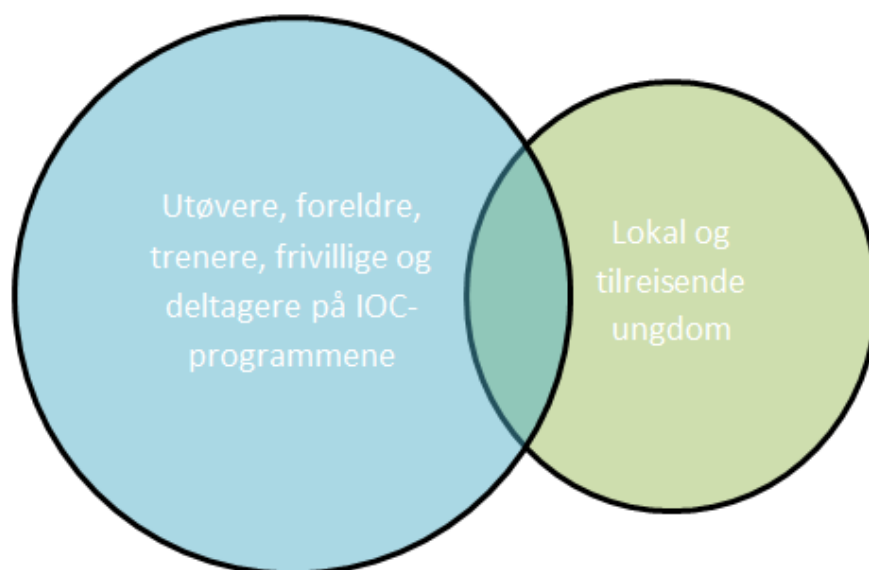 Utøvere, foreldre,
trenere, frivillige og
deltagere på IOC-
programmene
Lokal og
tilreisende
ungdom